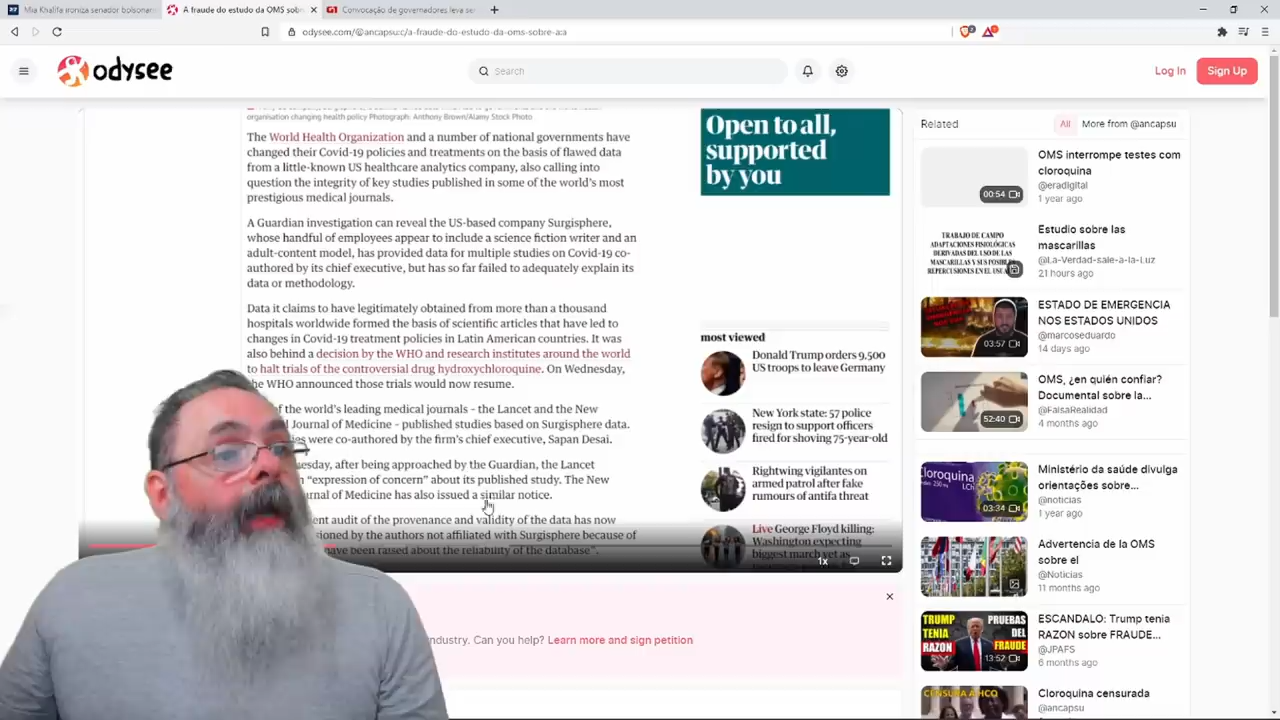 Mia Khalifa ironiza senador bolsonari
A fraude do estudo da OMS sob
G1 Convocação de governadores leva se
odysee.com/@ancapsu:c/a-fraude-do-estudo-da-oms-sobre-a:a
odysee
Search
Log In
Sign Up
organisation changing health policy Photograph: Anthony Brown/Alamy Stock Photo
The World Health Organization and a number of national governments have
changed their Covid-19 policies and treatments on the basis of flawed data
from a little-known US healthcare analytics company, also calling into
question the integrity of key studies published in some of the world's most
prestigious medical journals.
A Guardian investigation can reveal the US-based company Surgisphere,
whose handful of employees appear to include a science fiction writer and an
adult-content model, has provided data for multiple studies on Covid-19 co-
authored by its chief executive, but has so far failed to adequately explain its
data or methodology.
Data it claims to have legitimately obtained from more than a thousand
hospitals worldwide formed the basis of scientific articles that have led to
changes in Covid-19 treatment policies in Latin American countries. It was
also behind a decision by the WHO and research institutes around the world
to halt trials of the controversial drug hydroxychloroquine. On Wednesday,
the WHO announced those trials would now resume.
of the world's leading medical journals – the Lancet and the New
Journal of Medicine – published studies based on Surgisphere data.
were co-authored by the firm's chief executive, Sapan Desai.
after being approached by the Guardian, the Lancet
"expression of concern" about its published study. The New
Journal of Medicine has also issued a similar notice.
audit of the provenance and validity of the data has now
by the authors not affiliated with Surgisphere because of
have been rased about the reliability of the database".
Open to all,
supported
by you
most viewed
Donald Trump orders 9,500
US troops to leave Germany
New York state: 57 police
resign to support officers
fired for shoving 75-year-old
Rightwing vigilantes on
armed patrol after fake
rumours of antifa threat
Live George Floyd killing:
Washington expecting
biggest march yet as
1x
industry. Can you help? Learn more and sign petition
Related
All
More from @ancapsu
00:54
OMS interrompe testes com
cloroquina
@eradigital
1 year ago
TRABAJO DE CAMPO
ADAPTACIONES FISIOLÓGICAS
DERIVADAS DEL USO DE LAS
MASCARILLAS Y SUS POSIBLES
REPERCUSIONES EN EL
Estudio sobre las
mascarillas
@La-Verdad-sale-a-la-Luz
21 hours ago
03:57
ESTADO DE EMERGENCIA
NOS ESTADOS UNIDOS
@marcoseduardo
14 days ago
52:40
OMS, ¿en quién confiar?
Documental sobre la...
@FalsaRealidad
4 months ago
Cloroquina
03:34
Ministério da saúde divulga
orientações sobre...
@noticias
1 year ago
Advertencia de la OMS
sobre el
@Noticias
11 months ago
TRUMP
TENIA
RAZON
PRUEBAS
DEL
FRAUDE
13:52
ESCANDALO: Trump tenia
RAZON sobre FRAUDE...
@JPAFS
6 months ago
CENSURA A HCQ
Cloroquina censurada
@ancapsu